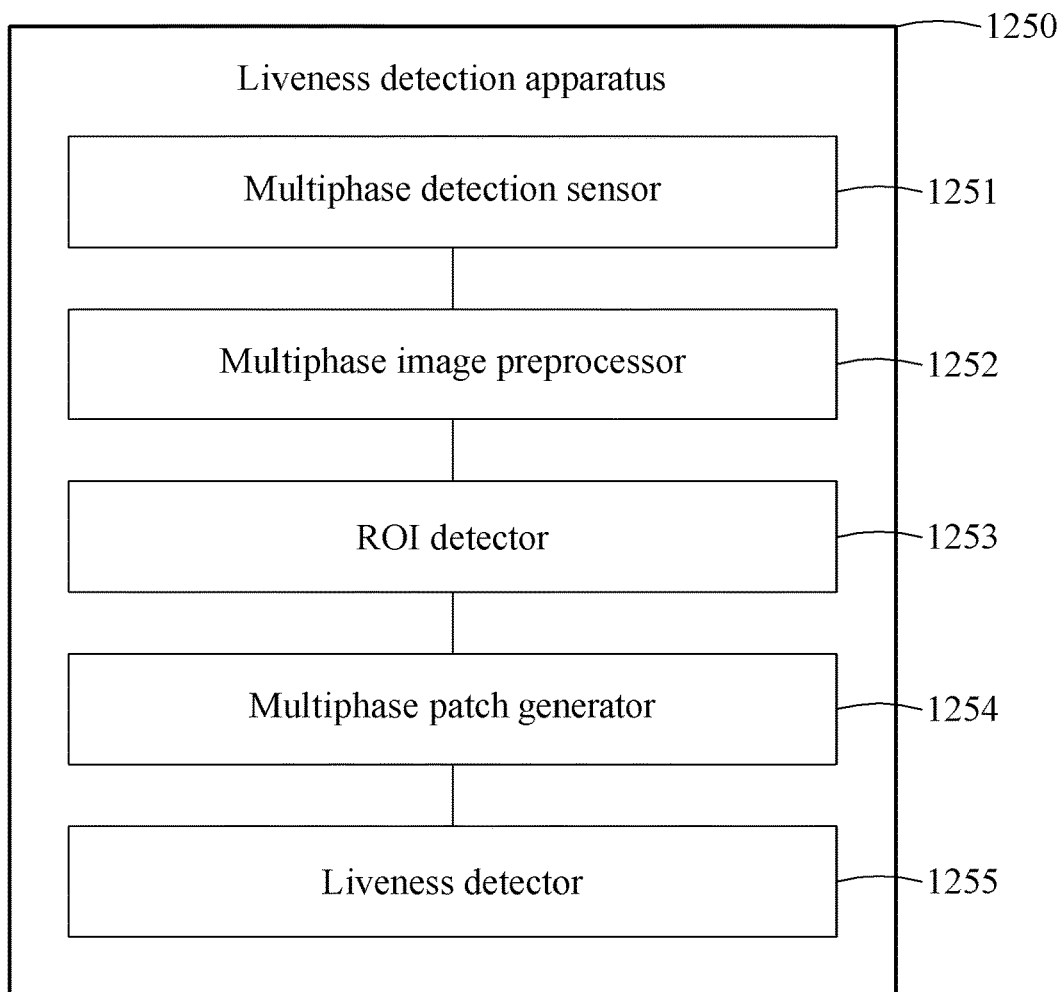 1250
Liveness detection apparatus
Multiphase detection sensor
1251
Multiphase image preprocessor
1252
ROI detector
1253
Multiphase patch generator
1254
Liveness detector
1255